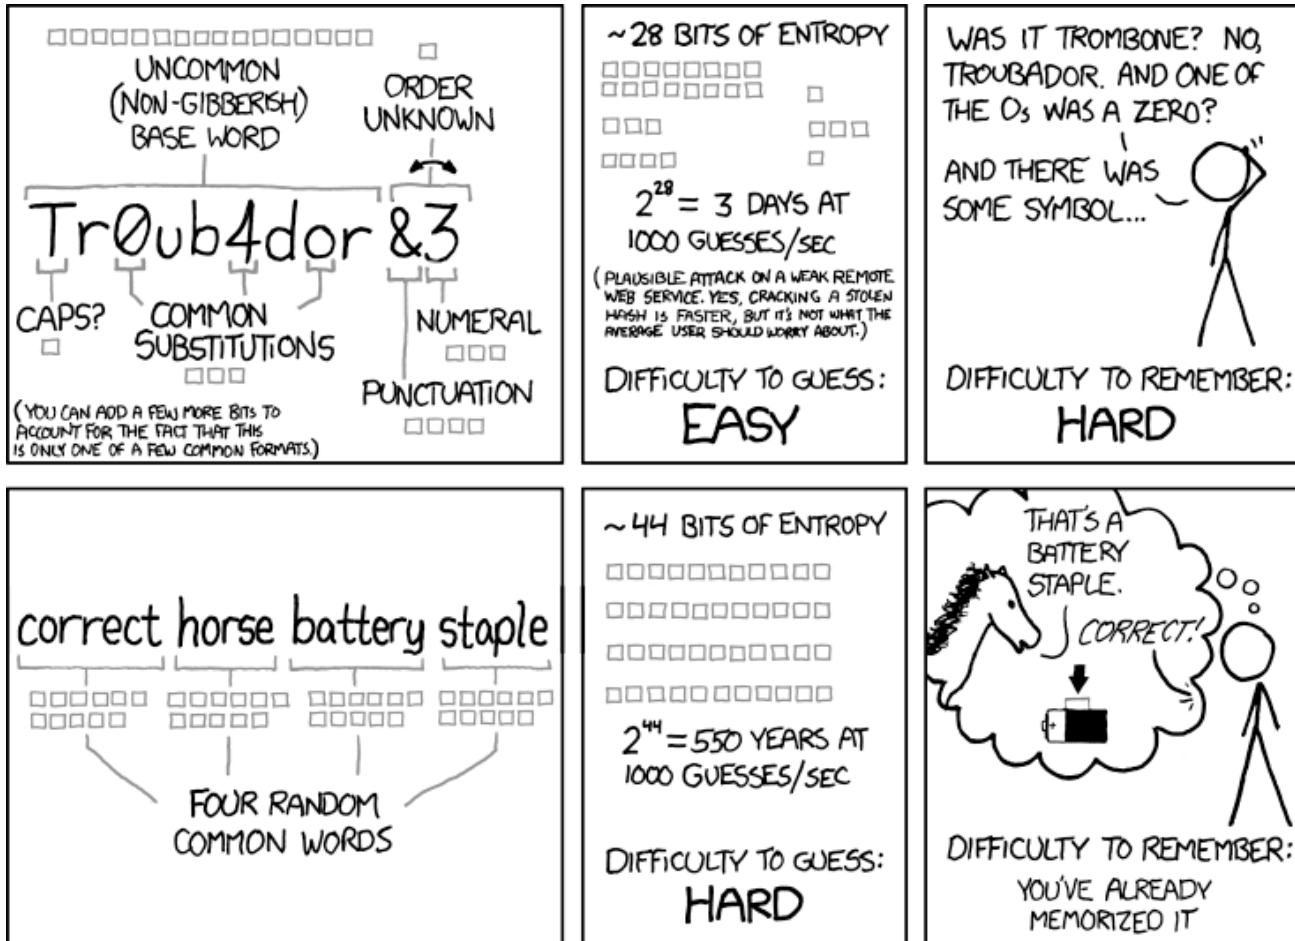 UNCOMMON
(NON-GIBBERISH)
BASE WORD
ORDER
UNKNOWN
Tr0ub4dor &3
CAPS?
COMMON
SUBSTITUTIONS
NUMERAL
PUNCTUATION
(YOU CAN ADD A FEW MORE BITS TO
ACCOUNT FOR THE FACT THAT THIS
IS ONLY ONE OF A FEW COMMON FORMATS.)
~28 BITS OF ENTROPY
2^28 = 3 DAYS AT
1000 GUESSES/SEC
(PLAUSIBLE ATTACK ON A WEAK REMOTE
WEB SERVICE. YES, CRACKING A STOLEN
HASH IS FASTER, BUT IT'S NOT WHAT THE
AVERAGE USER SHOULD WORRY ABOUT.)
DIFFICULTY TO GUESS:
EASY
WAS IT TROMBONE? NO,
TROUBADOR. AND ONE OF
THE Os WAS A ZERO?
AND THERE WAS
SOME SYMBOL...
DIFFICULTY TO REMEMBER:
HARD
correct horse battery staple
FOUR RANDOM
COMMON WORDS
~44 BITS OF ENTROPY
2^44 = 550 YEARS AT
1000 GUESSES/SEC
DIFFICULTY TO GUESS:
HARD
THAT'S A
BATTERY
STAPLE.
CORRECT!
DIFFICULTY TO REMEMBER:
YOU'VE ALREADY
MEMORIZED IT